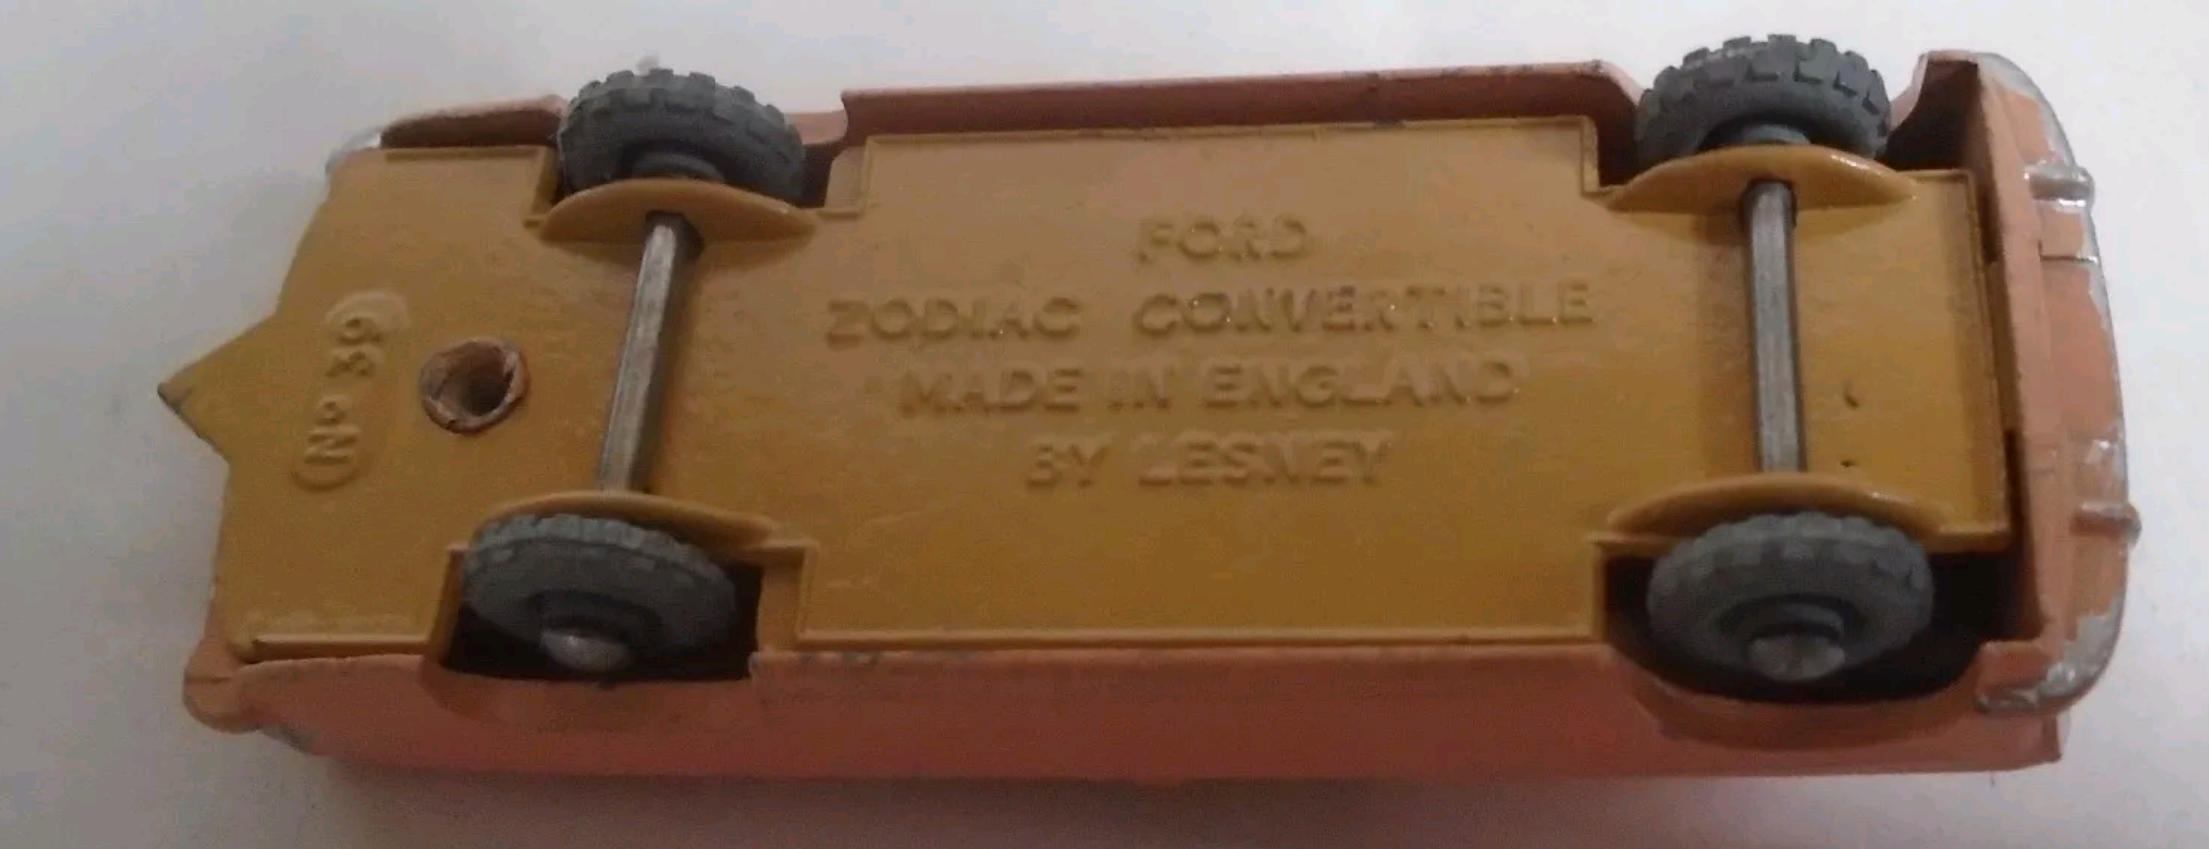 No 39
FORD
ZODIAC CONVERTIBLE
MADE IN ENGLAND
BY LESNEY